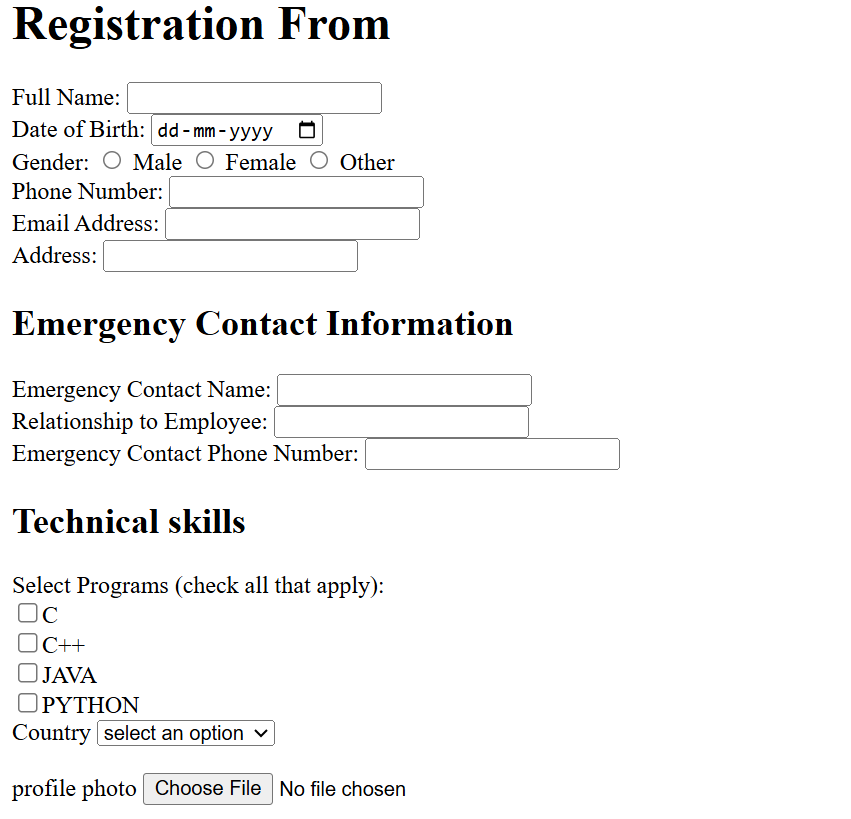 Registration From
Full Name:
Date of Birth: dd-mm-yyyy
Gender: Male Female Other
Phone Number:
Email Address:
Address:
Emergency Contact Information
Emergency Contact Name:
Relationship to Employee:
Emergency Contact Phone Number:
Technical skills
Select Programs (check all that apply):
C
C++
JAVA
PYTHON
Country select an option
profile photo Choose File No file chosen